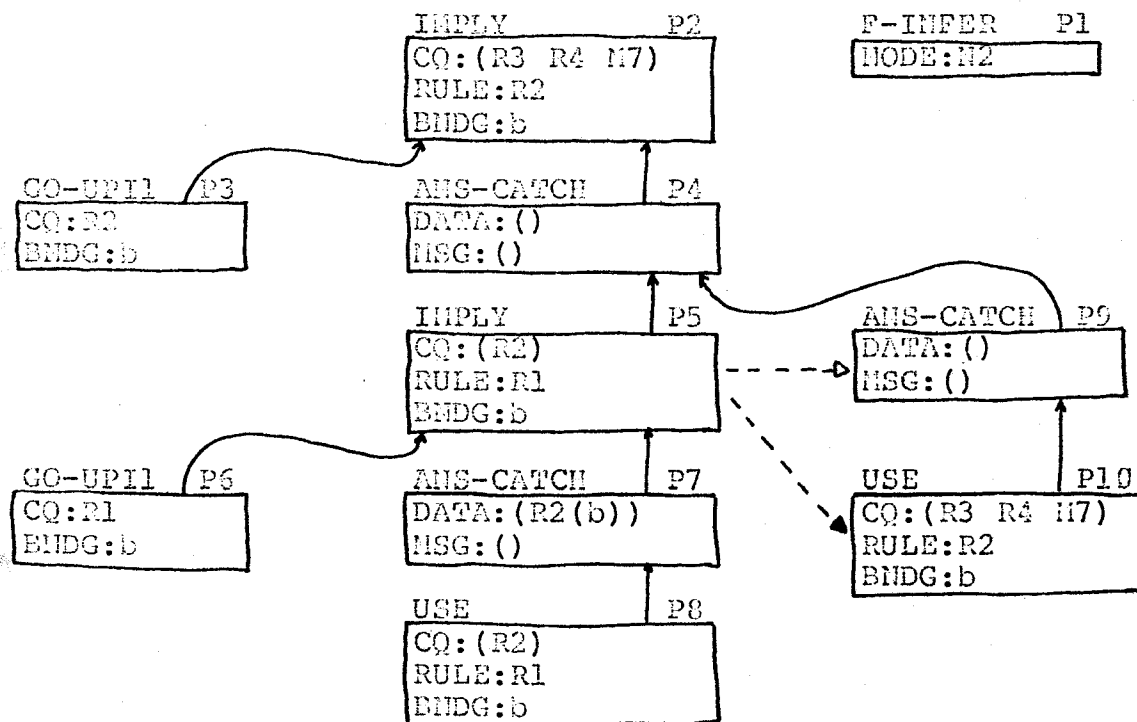 IMPLY P2
CQ:(R3 R4 M7)
RULE:R2
BNDG:b
F-INFER P1
NODE:N2
GO-UPI1 P3
CQ:R2
BNDG:b
ANS-CATCH P4
DATA:()
MSG:()
IMPLY P5
CQ:(R2)
RULE:R1
BNDG:b
ANS-CATCH P9
DATA:()
MSG:()
GO-UPI1 P6
CQ:R1
BNDG:b
ANS-CATCH P7
DATA:(R2(b))
MSG:()
USE P10
CQ:(R3 R4 M7)
RULE:R2
BNDG:b
USE P8
CQ:(R2)
RULE:R1
BNDG:b